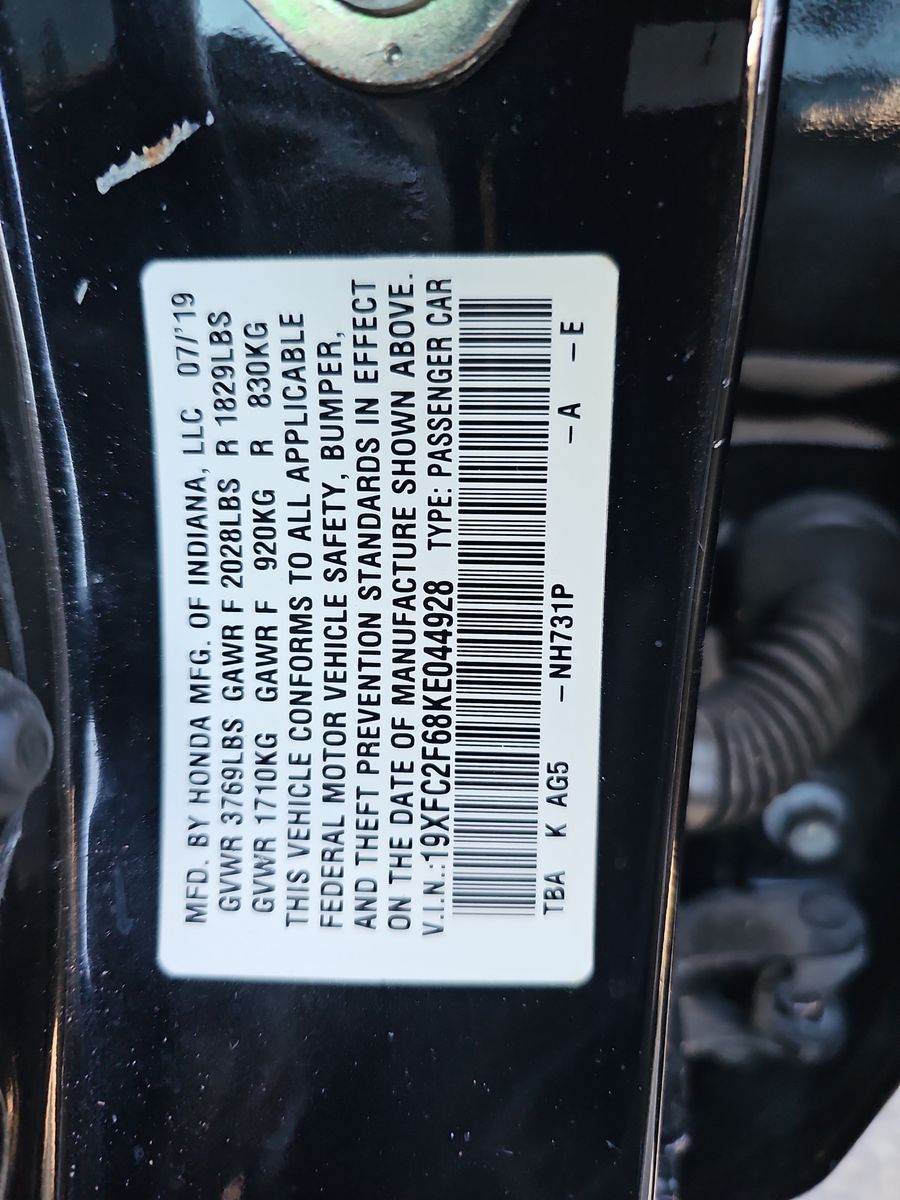 MFD. BY HONDA MFG. OF INDIANA, LLC 07/'19
GVWR 3769LBS GAWR F 2028LBS R 1829LBS
GVWR 1710KG GAWR F 920KG R 830KG
THIS VEHICLE CONFORMS TO ALL APPLICABLE
FEDERAL MOTOR VEHICLE SAFETY, BUMPER,
AND THEFT PREVENTION STANDARDS IN EFFECT
ON THE DATE OF MANUFACTURE SHOWN ABOVE.
V.I.N.:19XFC2F68KE044928 TYPE: PASSENGER CAR
TBA K AG5 -NH731P -A -E